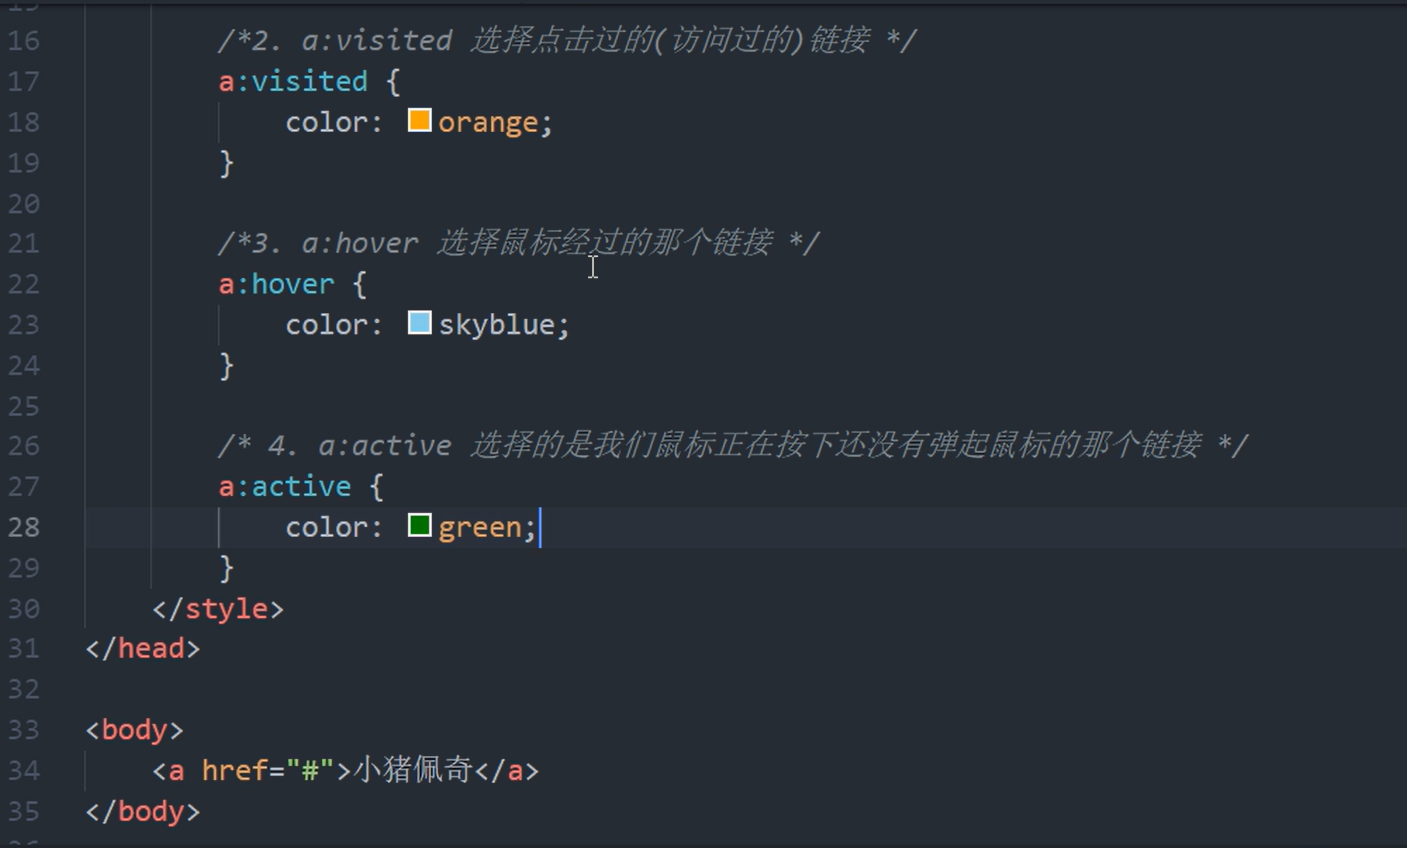 16 /*2. a:visited 选择点击过的(访问过的)链接 */
17 a:visited {
18 color: orange;
19 }
20
21 /*3. a:hover 选择鼠标经过的那个链接 */
22 a:hover {
23 color: skyblue;
24 }
25
26 /* 4. a:active 选择的是我们鼠标正在按下还没有弹起鼠标的那个链接 */
27 a:active {
28 color: green;
29 }
30 </style>
31 </head>
32
33 <body>
34 <a href="#">小猪佩奇</a>
35 </body>